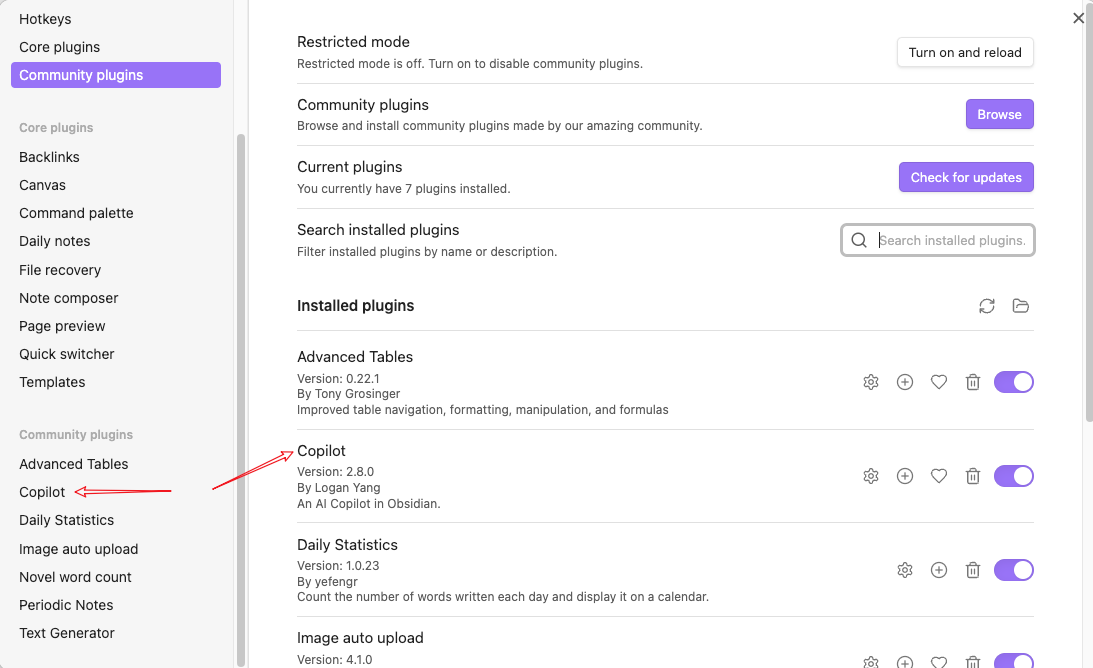 Hotkeys
Core plugins
Community plugins
Core plugins
Backlinks
Canvas
Command palette
Daily notes
File recovery
Note composer
Page preview
Quick switcher
Templates
Community plugins
Advanced Tables
Copilot
Daily Statistics
Image auto upload
Novel word count
Periodic Notes
Text Generator
Restricted mode
Restricted mode is off. Turn on to disable community plugins.
Turn on and reload
Community plugins
Browse and install community plugins made by our amazing community.
Browse
Current plugins
You currently have 7 plugins installed.
Check for updates
Search installed plugins
Filter installed plugins by name or description.
Search installed plugins.
Installed plugins
Advanced Tables
Version: 0.22.1
By Tony Grosinger
Improved table navigation, formatting, manipulation, and formulas
Copilot
Version: 2.8.0
By Logan Yang
An AI Copilot in Obsidian.
Daily Statistics
Version: 1.0.23
By yefengr
Count the number of words written each day and display it on a calendar.
Image auto upload
Version: 4.1.0